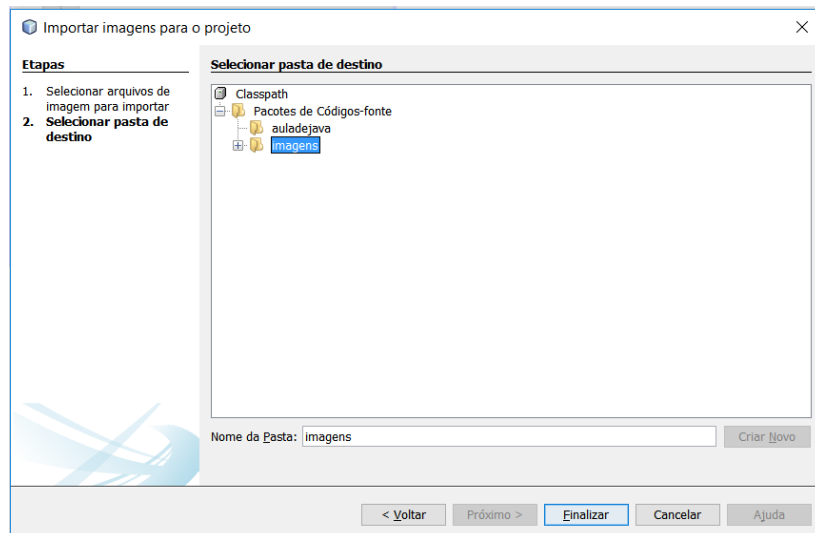 Importar imagens para o projeto
Etapas
1. Selecionar arquivos de
imagem para importar
2. Selecionar pasta de
destino
Selecionar pasta de destino
Classpath
Pacotes de Códigos-fonte
auladejava
imagens
Nome da Pasta: imagens
Criar Novo
< Voltar
Próximo >
Finalizar
Cancelar
Ajuda